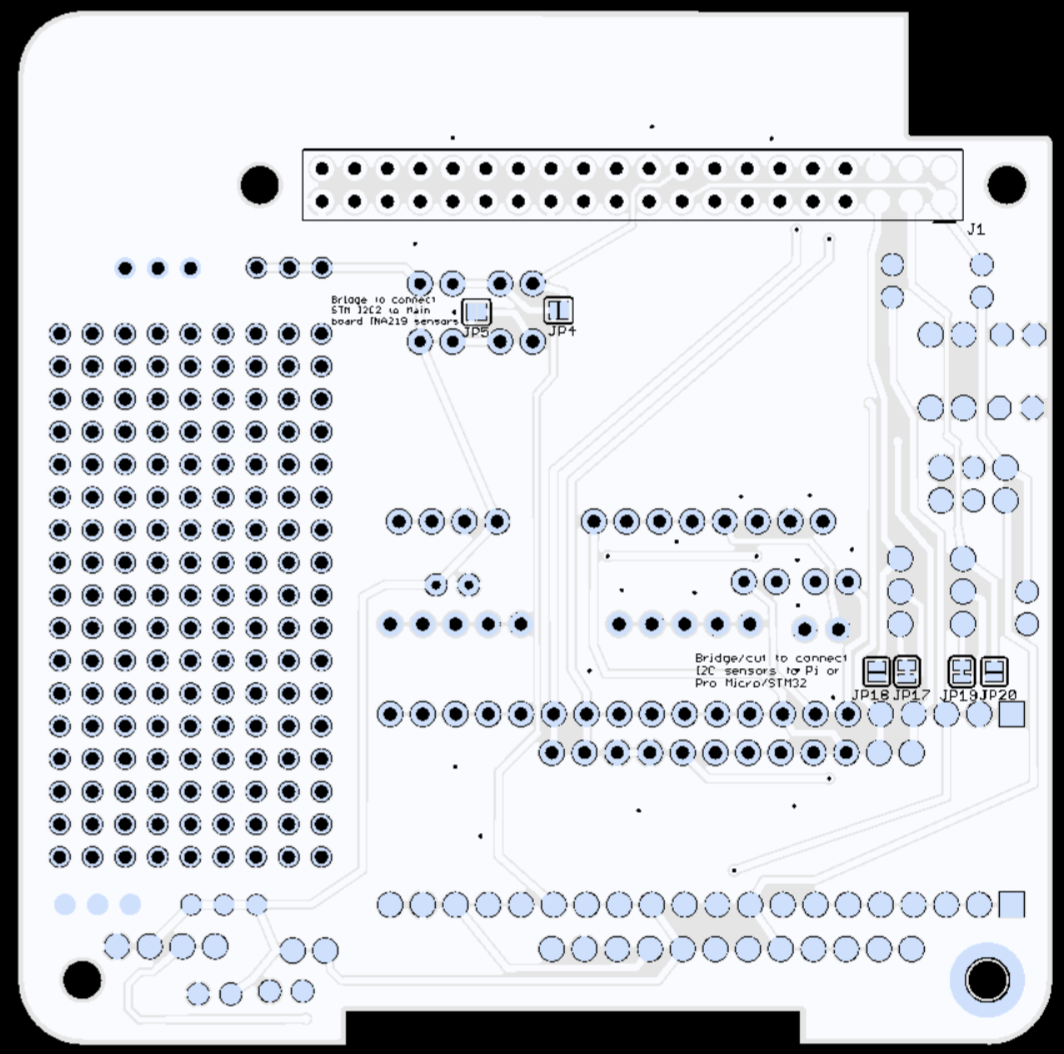 J1
Bridge to connect
STM I2C2 to Main
board INA219 sensors
JP5
JP4
Bridge/cut to connect
I2C sensors to Pi or
Pro Micro/STM32
JP18
JP17
JP19
JP20